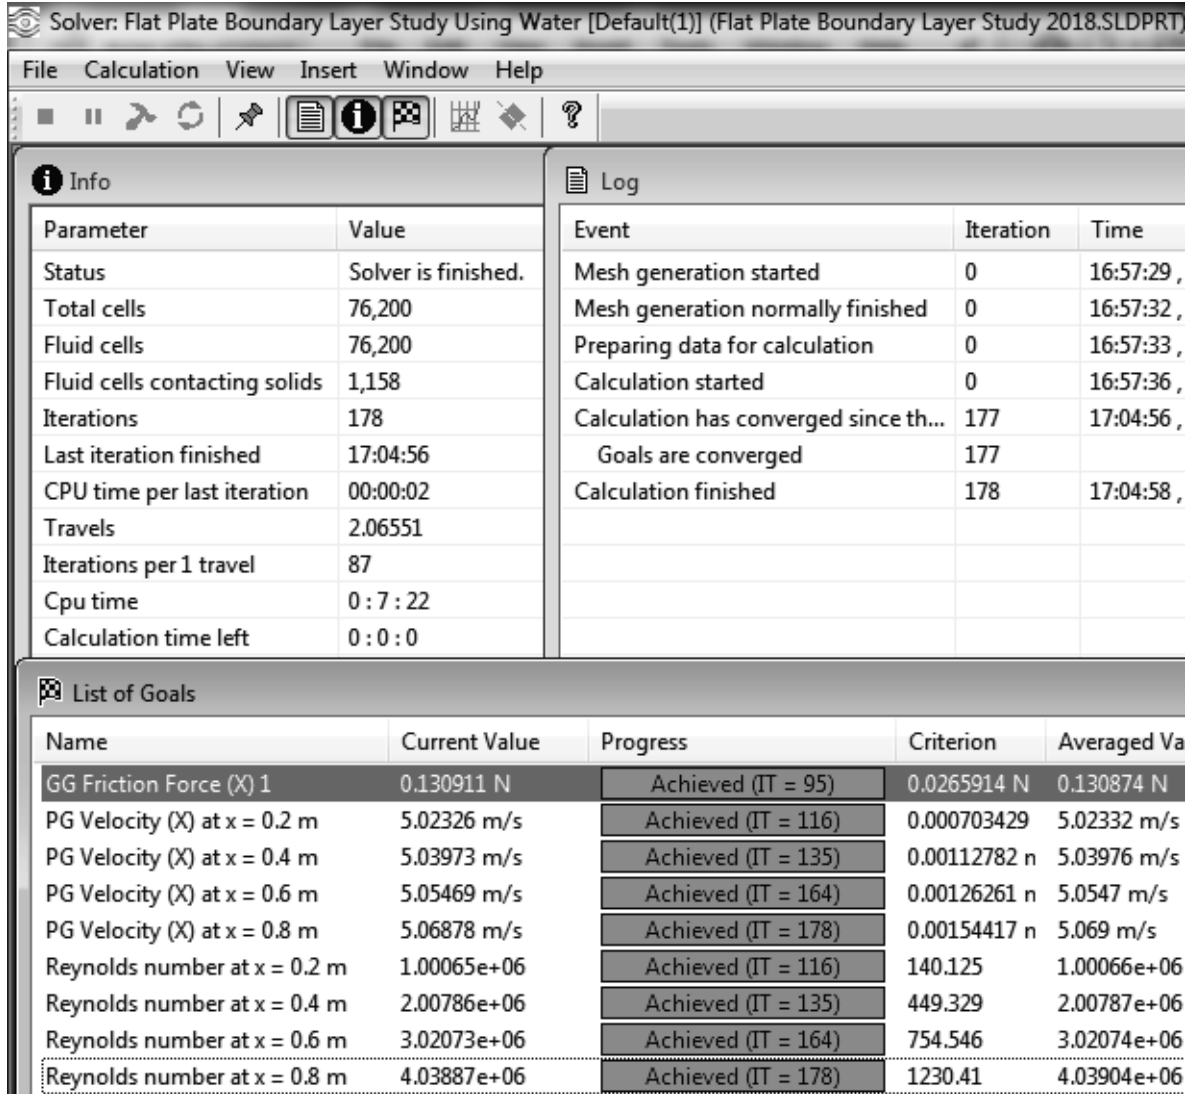 Solver: Flat Plate Boundary Layer Study Using Water [Default(1)] (Flat Plate Boundary Layer Study 2018.SLDPRT)
File Calculation View Insert Window Help
Info
Parameter Value
Status Solver is finished.
Total cells 76,200
Fluid cells 76,200
Fluid cells contacting solids 1,158
Iterations 178
Last iteration finished 17:04:56
CPU time per last iteration 00:00:02
Travels 2.06551
Iterations per 1 travel 87
Cpu time 0 : 7 : 22
Calculation time left 0 : 0 : 0
Log
Event Iteration Time
Mesh generation started 0 16:57:29 ,
Mesh generation normally finished 0 16:57:32 ,
Preparing data for calculation 0 16:57:33 ,
Calculation started 0 16:57:36 ,
Calculation has converged since th... 177 17:04:56 ,
Goals are converged 177
Calculation finished 178 17:04:58 ,
List of Goals
Name Current Value Progress Criterion Averaged Va
GG Friction Force (X) 1 0.130911 N Achieved (IT = 95) 0.0265914 N 0.130874 N
PG Velocity (X) at x = 0.2 m 5.02326 m/s Achieved (IT = 116) 0.000703429 5.02332 m/s
PG Velocity (X) at x = 0.4 m 5.03973 m/s Achieved (IT = 135) 0.00112782 n 5.03976 m/s
PG Velocity (X) at x = 0.6 m 5.05469 m/s Achieved (IT = 164) 0.00126261 n 5.0547 m/s
PG Velocity (X) at x = 0.8 m 5.06878 m/s Achieved (IT = 178) 0.00154417 n 5.069 m/s
Reynolds number at x = 0.2 m 1.00065e+06 Achieved (IT = 116) 140.125 1.00066e+06
Reynolds number at x = 0.4 m 2.00786e+06 Achieved (IT = 135) 449.329 2.00787e+06
Reynolds number at x = 0.6 m 3.02073e+06 Achieved (IT = 164) 754.546 3.02074e+06
Reynolds number at x = 0.8 m 4.03887e+06 Achieved (IT = 178) 1230.41 4.03904e+06